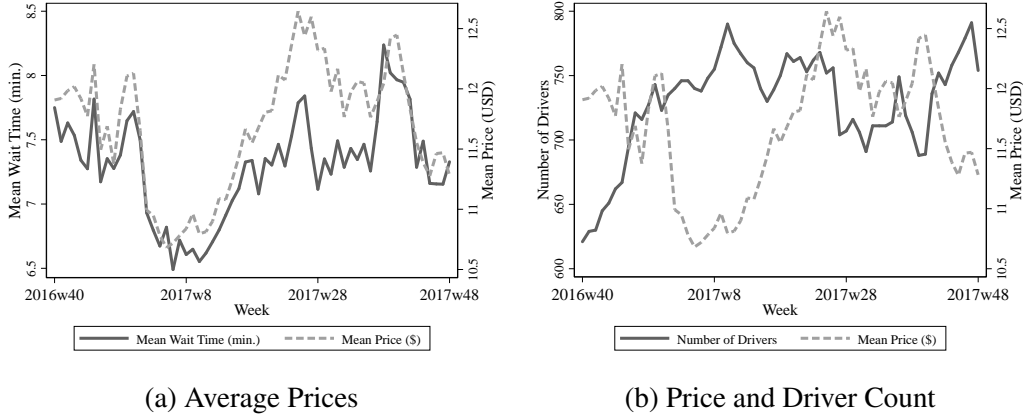 8.5
8
7.5
7
6.5
Mean Wait Time (min.)
12.5
12
11.5
11
10.5
Mean Price (USD)
2016w40 2017w8 2017w28 2017w48
Week
Mean Wait Time (min.) Mean Price ($)
(a) Average Prices
800
750
700
650
600
Number of Drivers
12.5
12
11.5
11
10.5
Mean Price (USD)
2016w40 2017w8 2017w28 2017w48
Week
Number of Drivers Mean Price ($)
(b) Price and Driver Count